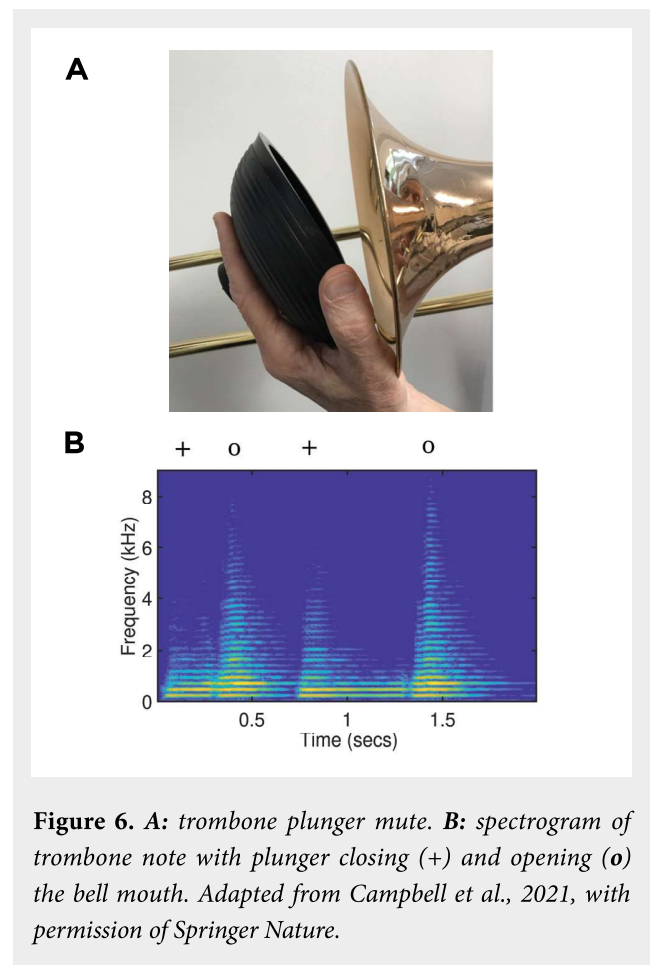 A
B
+ o + o
8
6
4
2
0
Frequency (kHz)
0.5 1 1.5
Time (secs)
Figure 6. A: trombone plunger mute. B: spectrogram of
trombone note with plunger closing (+) and opening (o)
the bell mouth. Adapted from Campbell et al., 2021, with
permission of Springer Nature.